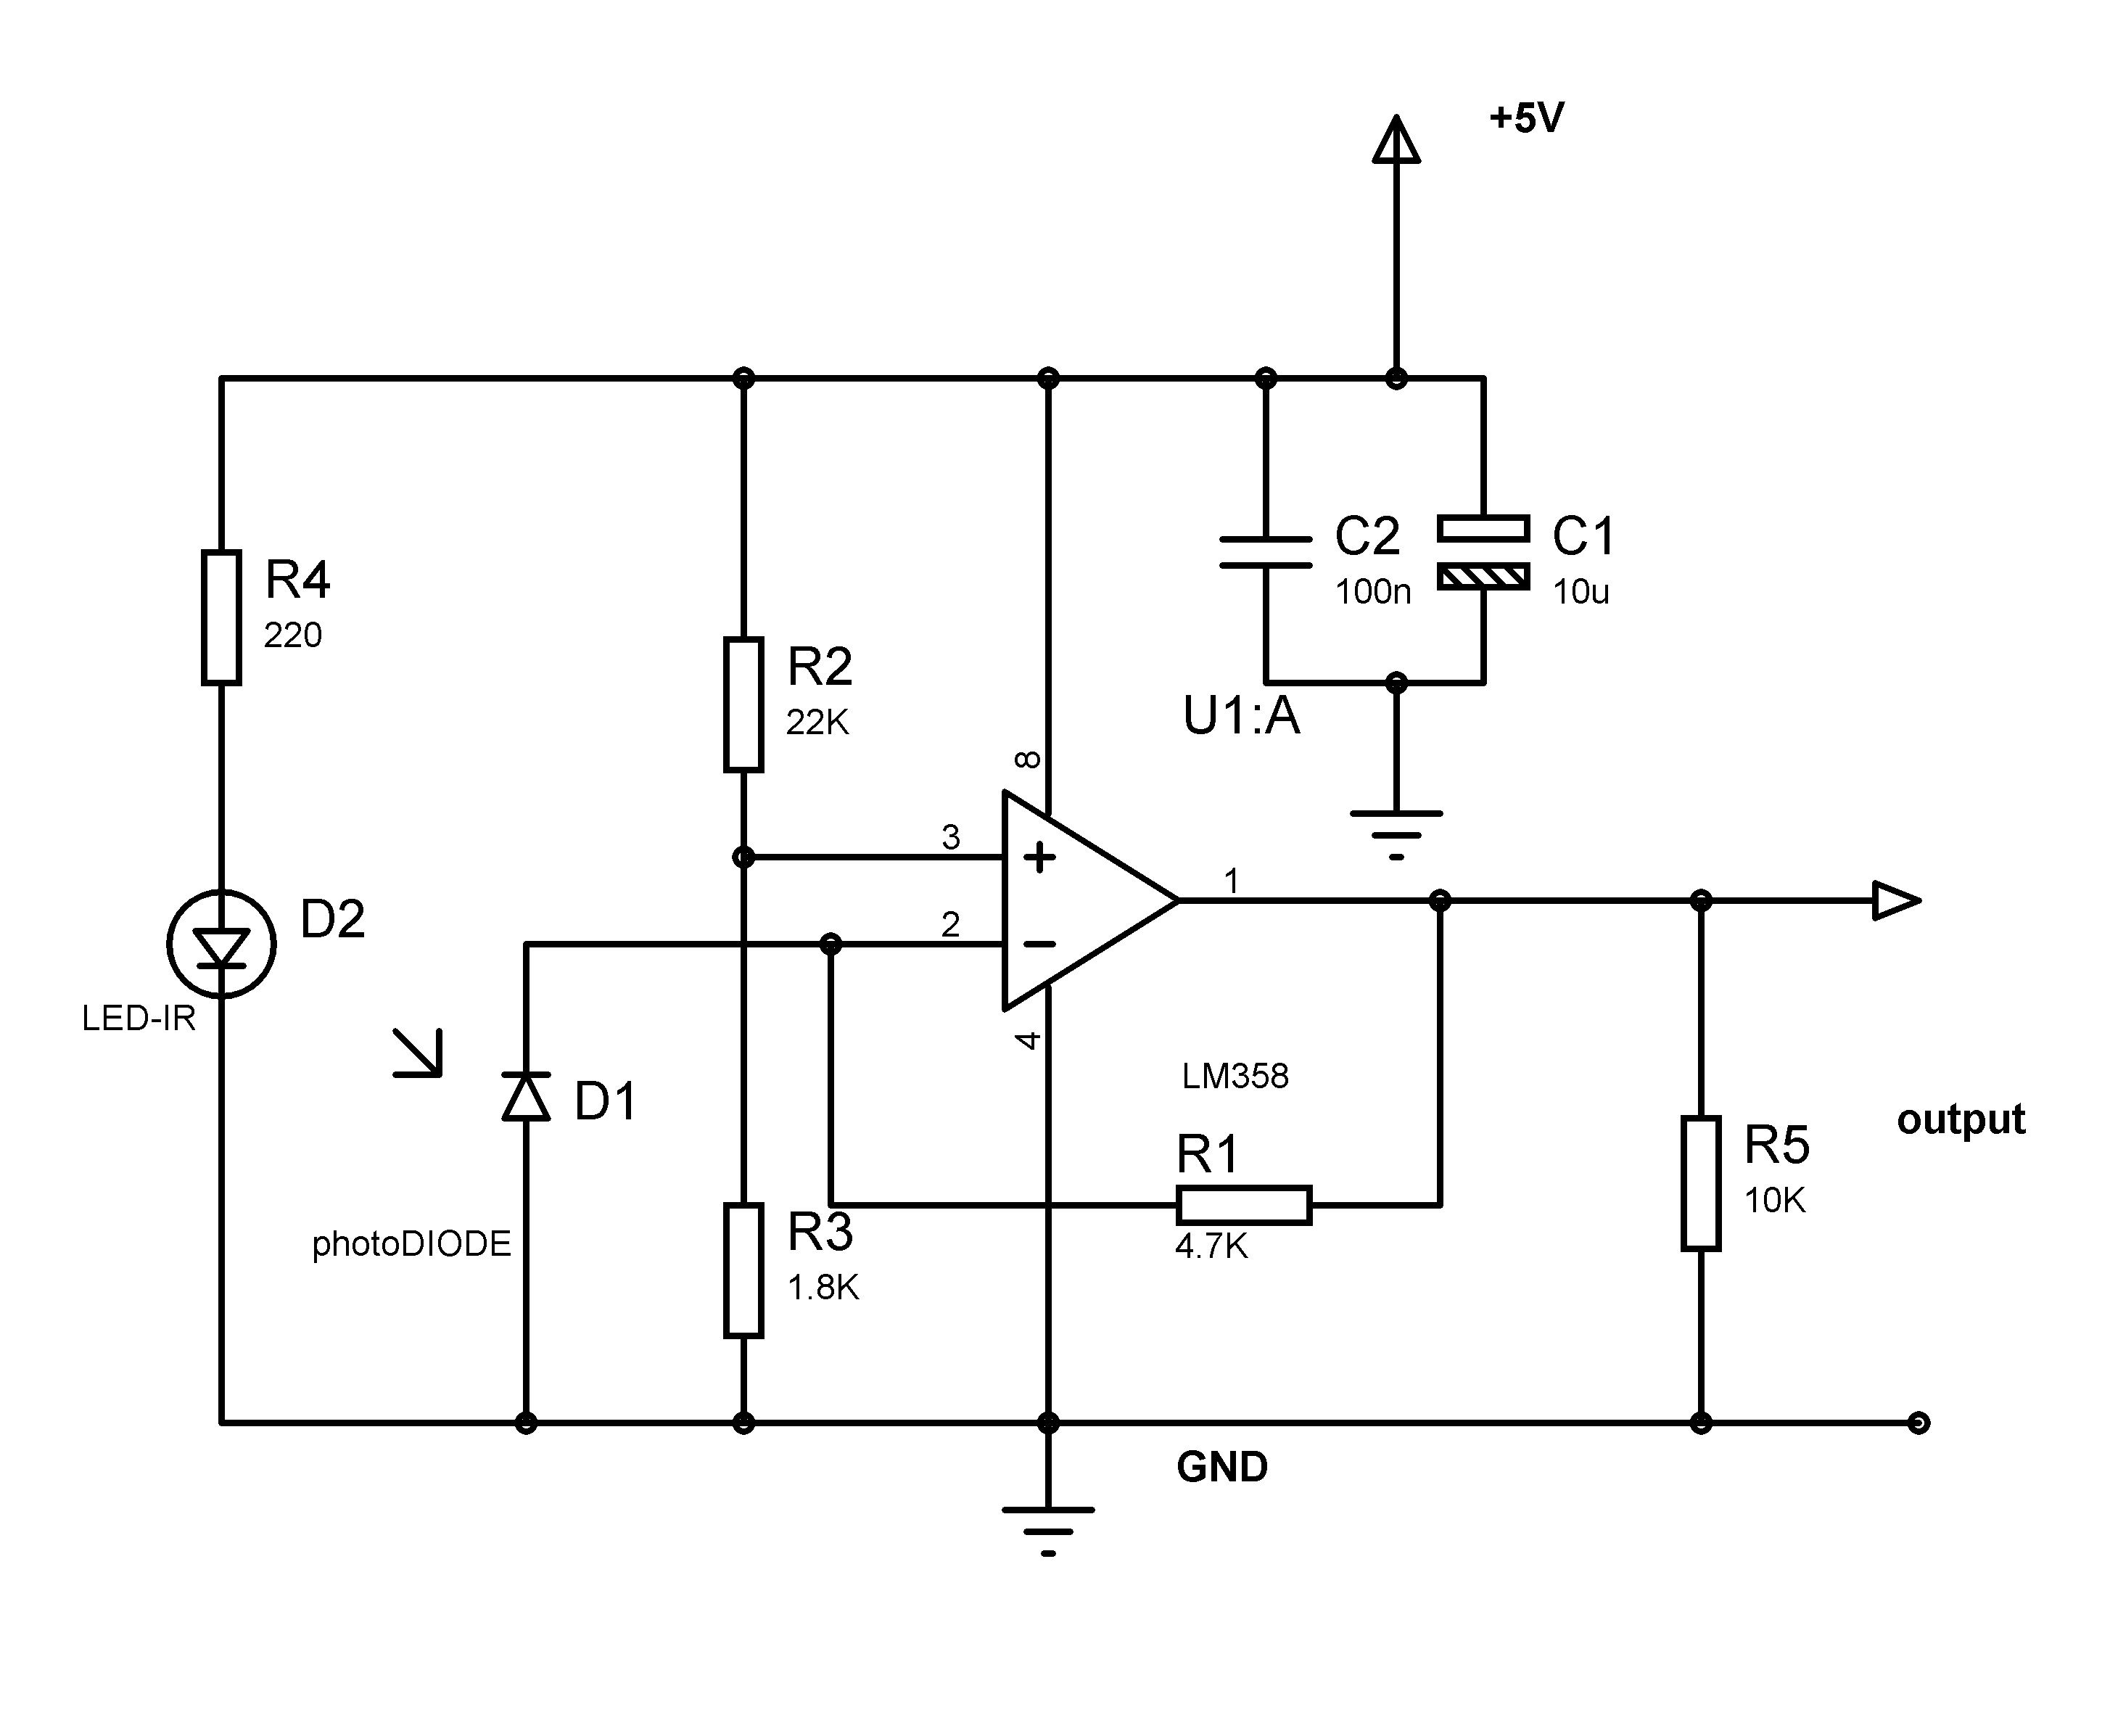 +5V
R4
220
R2
22K
C2
100n
C1
10u
U1:A
8
3
+
2
−
1
4
D2
LED-IR
D1
photoDIODE
LM358
R1
4.7K
R3
1.8K
R5
10K
output
GND